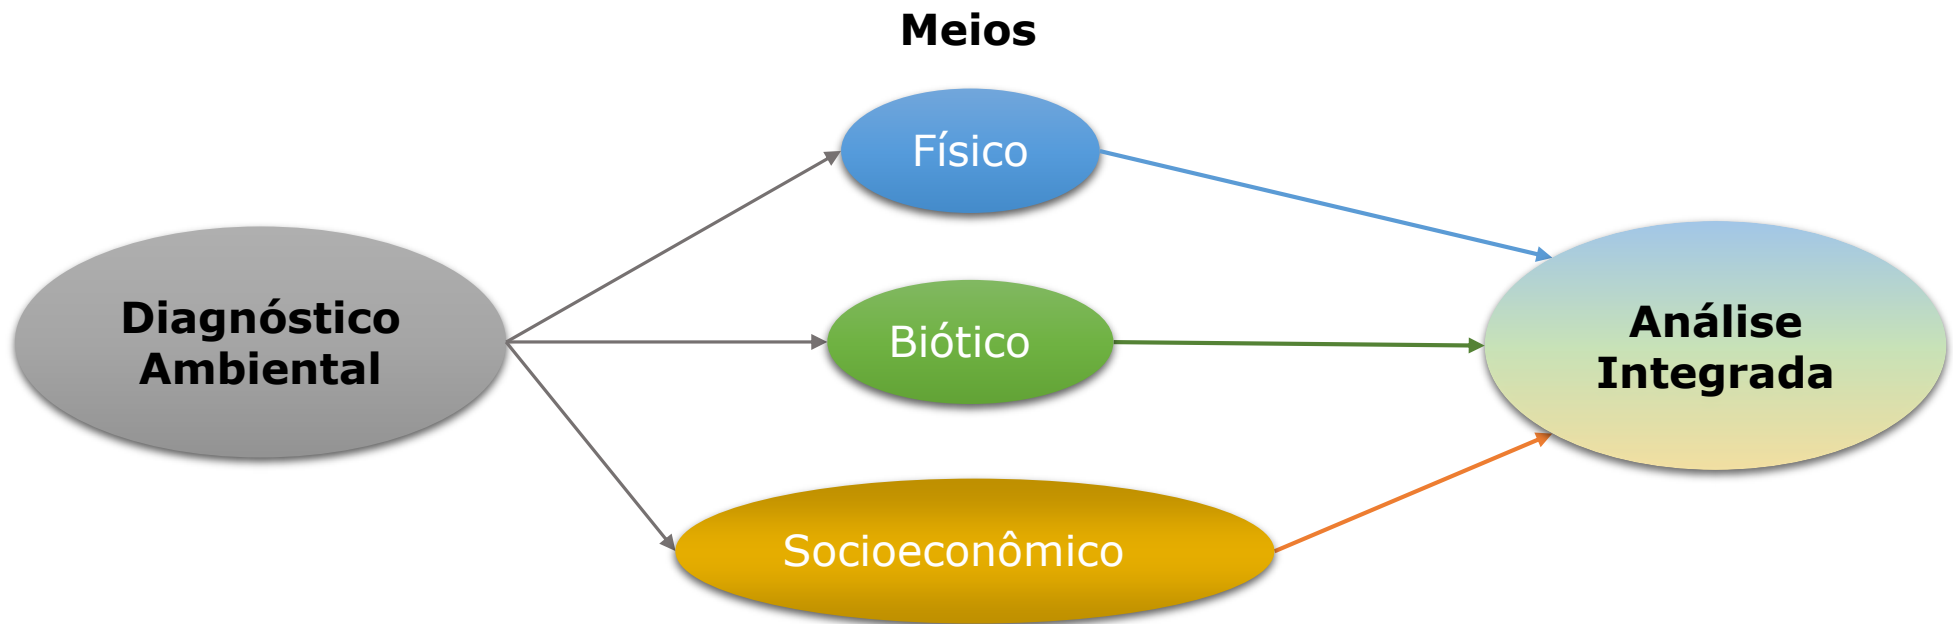 Meios
Físico
Diagnóstico
Ambiental
Biótico
Análise
Integrada
Socioeconômico